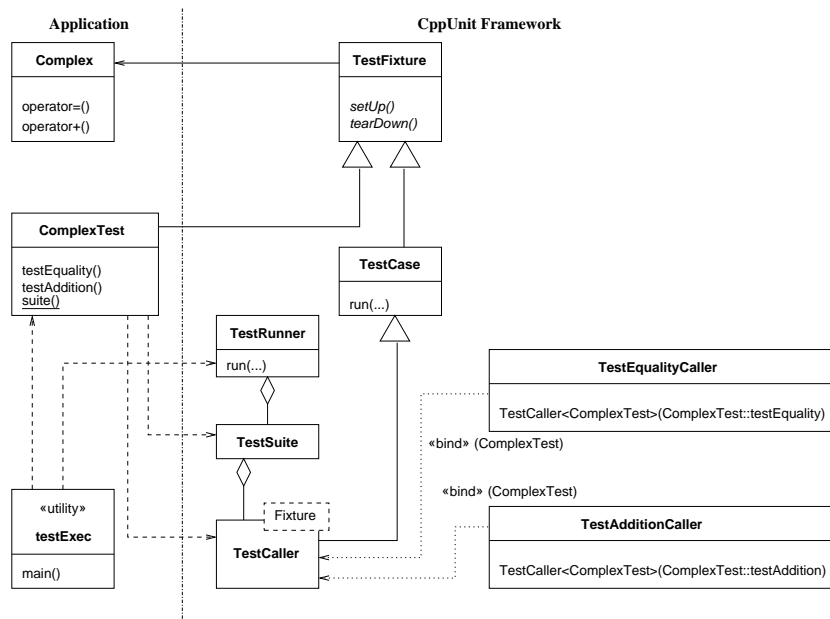 Application
CppUnit Framework
Complex
operator=()
operator+()
TestFixture
setUp()
tearDown()
ComplexTest
testEquality()
testAddition()
suite()
TestCase
run(...)
TestRunner
run(...)
TestSuite
TestEqualityCaller
TestCaller<ComplexTest>(ComplexTest::testEquality)
«bind» (ComplexTest)
«bind» (ComplexTest)
«utility»
testExec
main()
Fixture
TestCaller
TestAdditionCaller
TestCaller<ComplexTest>(ComplexTest::testAddition)